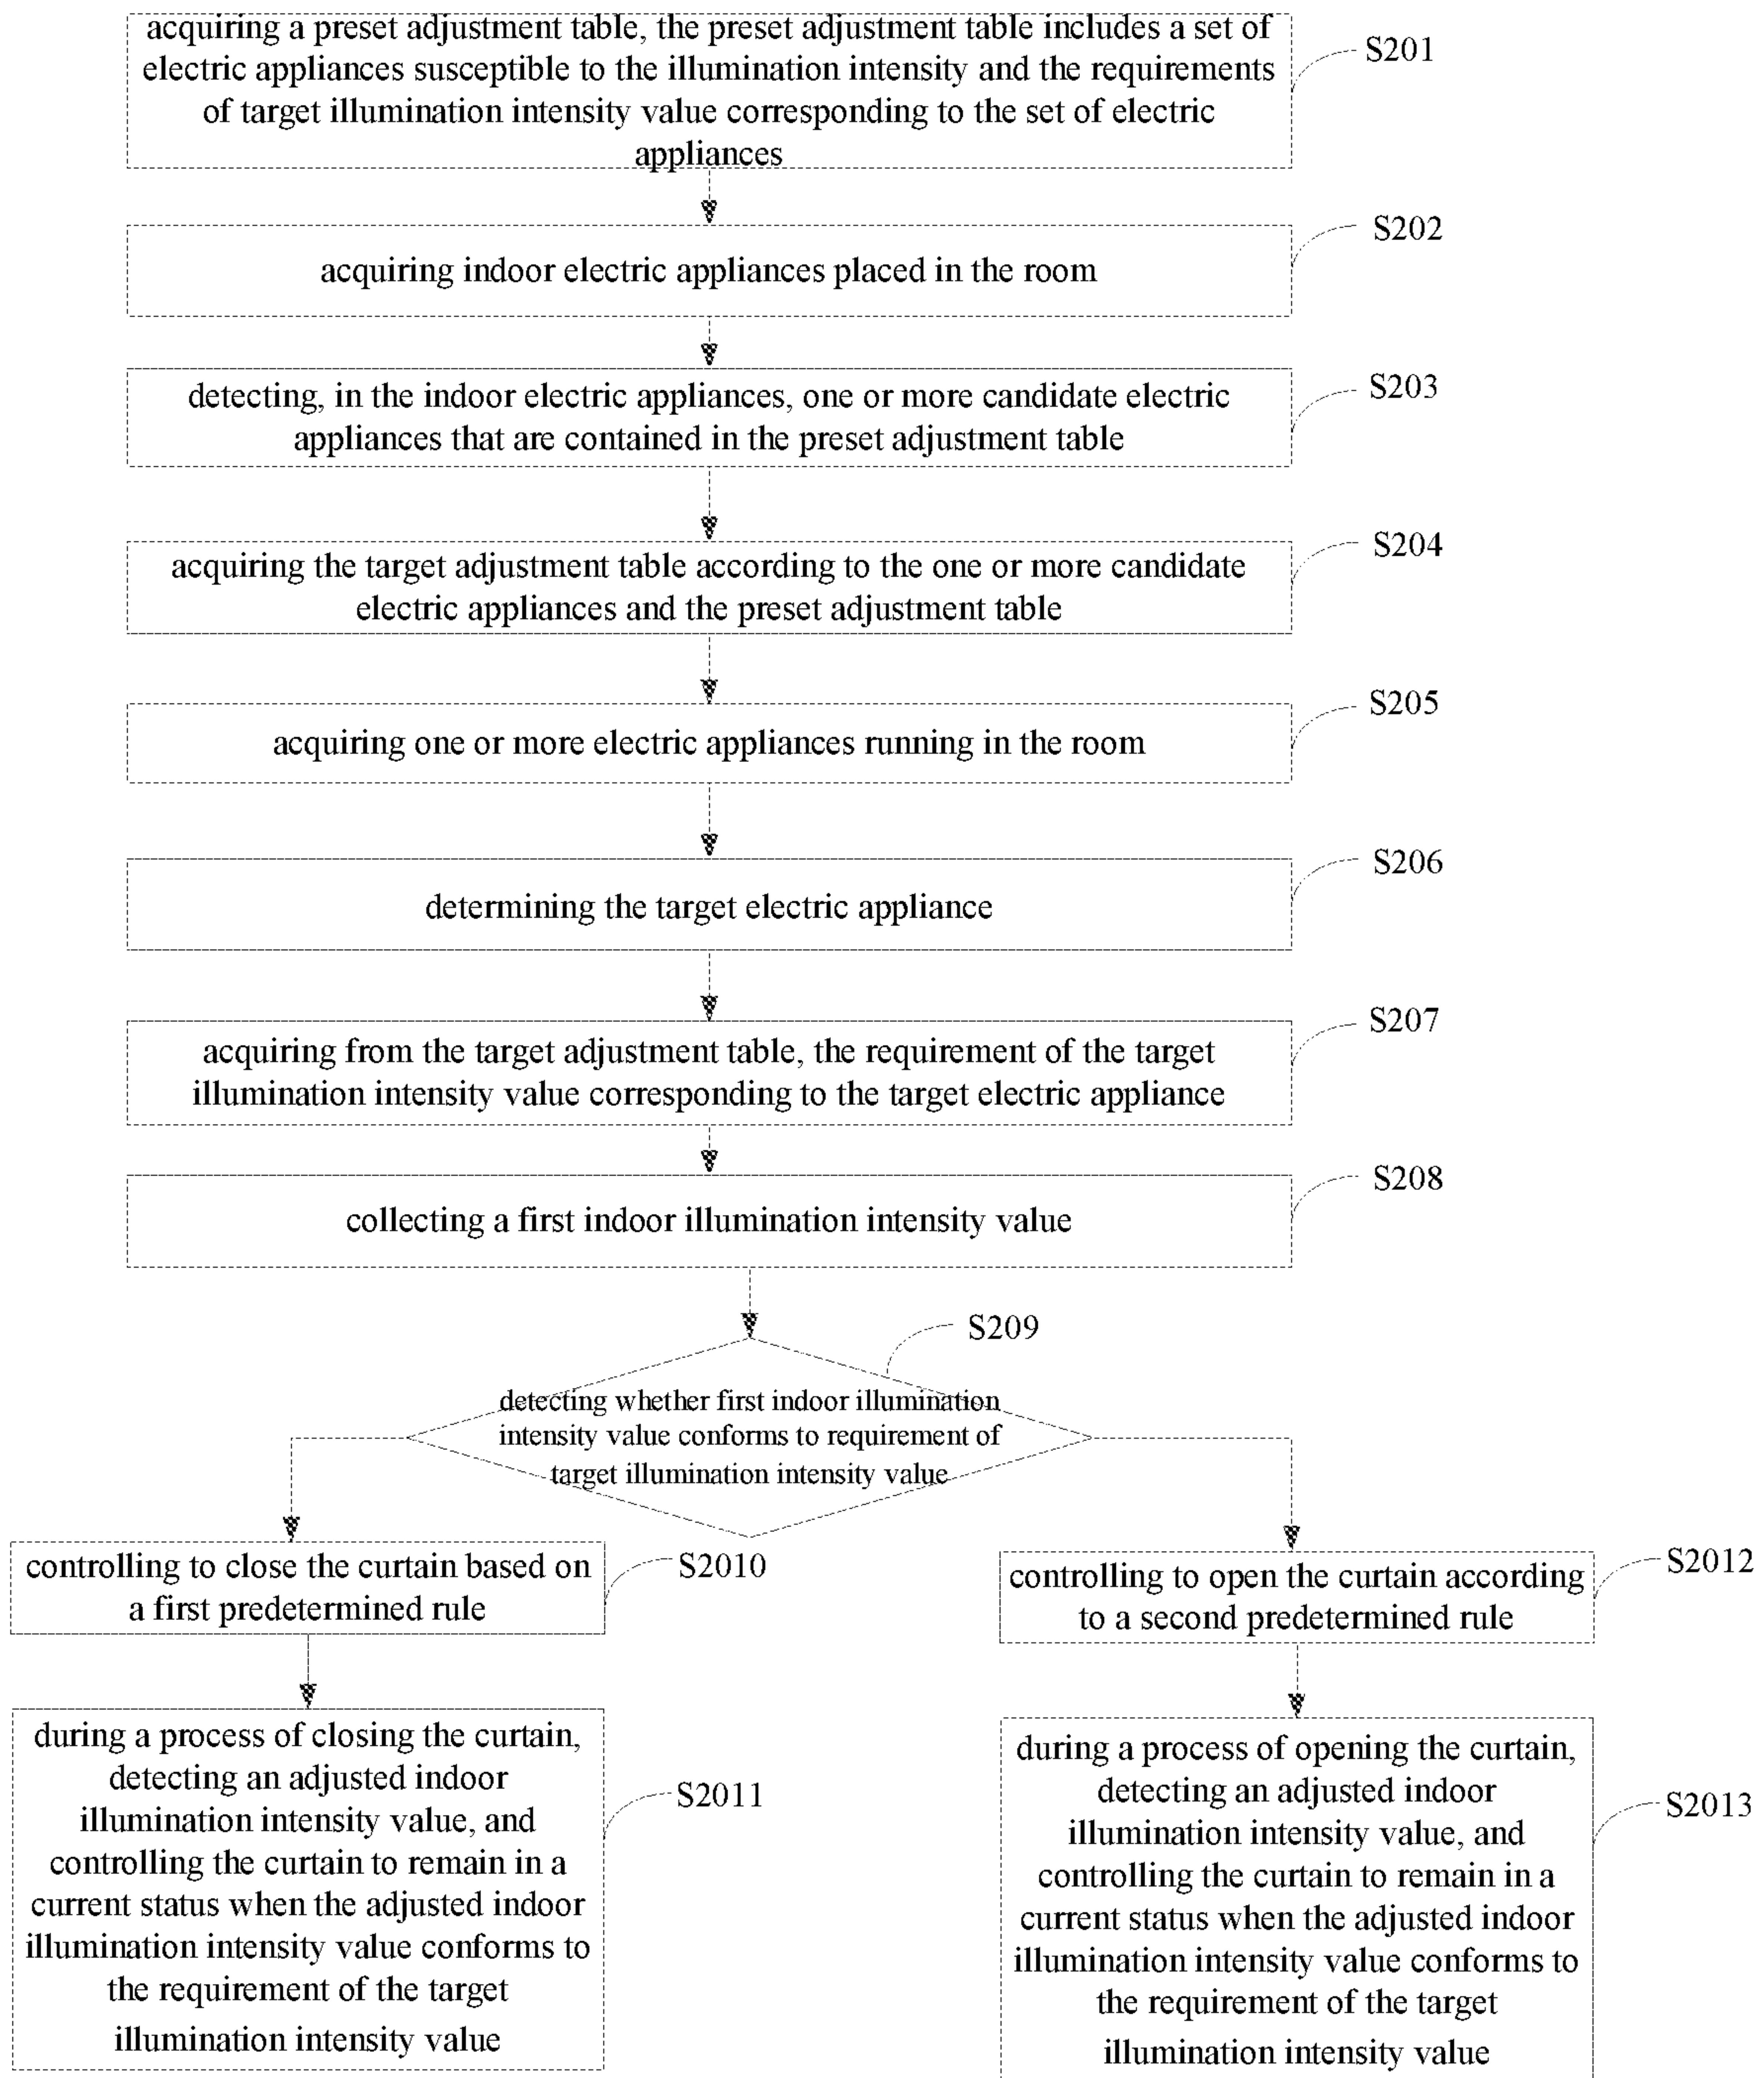 acquiring a preset adjustment table, the preset adjustment table includes a set of
electric appliances susceptible to the illumination intensity and the requirements
of target illumination intensity value corresponding to the set of electric
appliances
S201
acquiring indoor electric appliances placed in the room
S202
detecting, in the indoor electric appliances, one or more candidate electric
appliances that are contained in the preset adjustment table
S203
acquiring the target adjustment table according to the one or more candidate
electric appliances and the preset adjustment table
S204
acquiring one or more electric appliances running in the room
S205
determining the target electric appliance
S206
acquiring from the target adjustment table, the requirement of the target
illumination intensity value corresponding to the target electric appliance
S207
collecting a first indoor illumination intensity value
S208
detecting whether first indoor illumination
intensity value conforms to requirement of
target illumination intensity value
S209
controlling to close the curtain based on
a first predetermined rule
S2010
during a process of closing the curtain,
detecting an adjusted indoor
illumination intensity value, and
controlling the curtain to remain in a
current status when the adjusted indoor
illumination intensity value conforms to
the requirement of the target
illumination intensity value
S2011
controlling to open the curtain according
to a second predetermined rule
S2012
during a process of opening the curtain,
detecting an adjusted indoor
illumination intensity value, and
controlling the curtain to remain in a
current status when the adjusted indoor
illumination intensity value conforms to
the requirement of the target
illumination intensity value
S2013